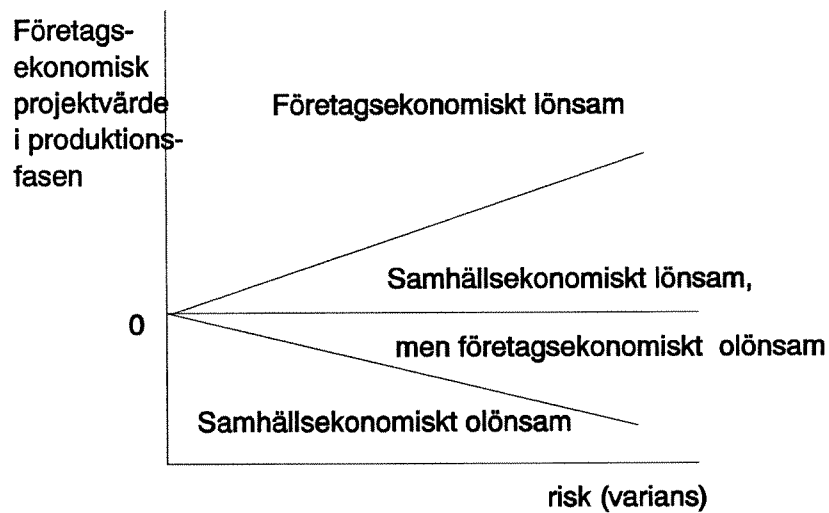 Företags-
ekonomisk
projektvärde
i produktions-
fasen
Företagsekonomiskt lönsam
Samhällsekonomiskt lönsam,
0
men företagsekonomiskt olönsam
Samhällsekonomiskt olönsam
risk (varians)